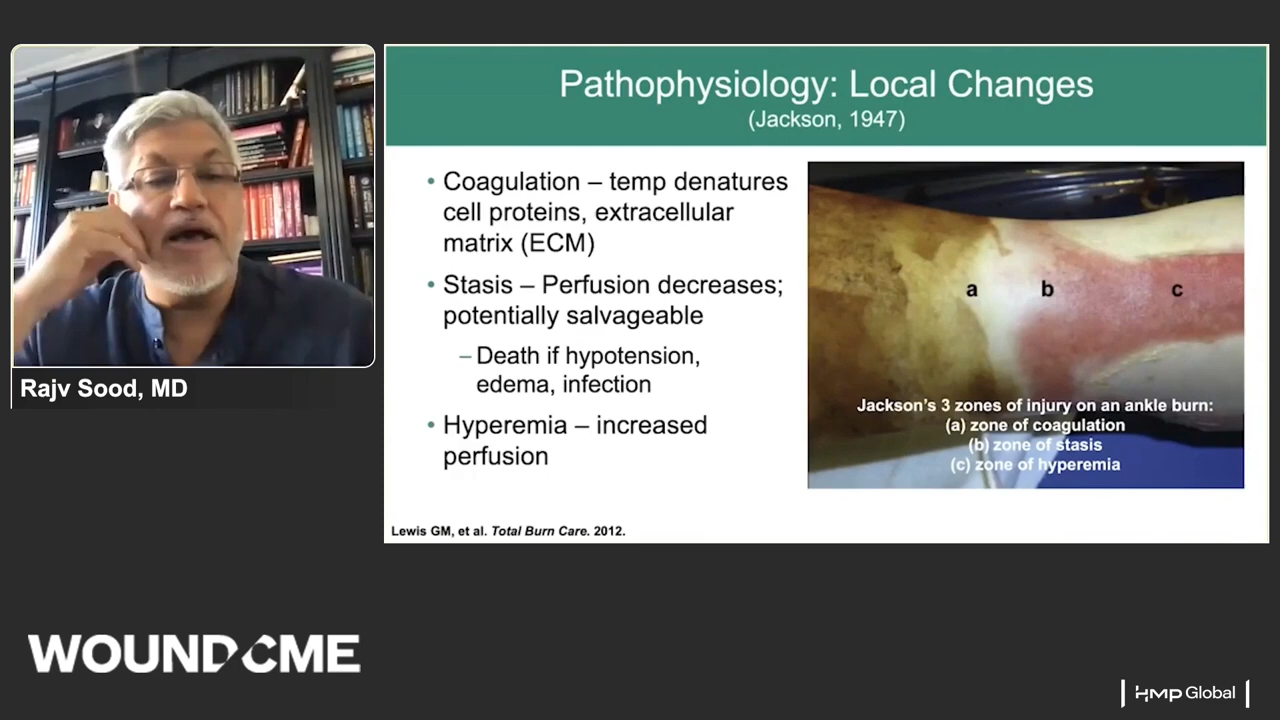 Pathophysiology: Local Changes
(Jackson, 1947)
• Coagulation – temp denatures
cell proteins, extracellular
matrix (ECM)
• Stasis – Perfusion decreases;
potentially salvageable
– Death if hypotension,
edema, infection
• Hyperemia – increased
perfusion
a b c
Jackson's 3 zones of injury on an ankle burn:
(a) zone of coagulation
(b) zone of stasis
(c) zone of hyperemia
Lewis GM, et al. Total Burn Care. 2012.
Rajv Sood, MD
WOUND CME
HMP Global